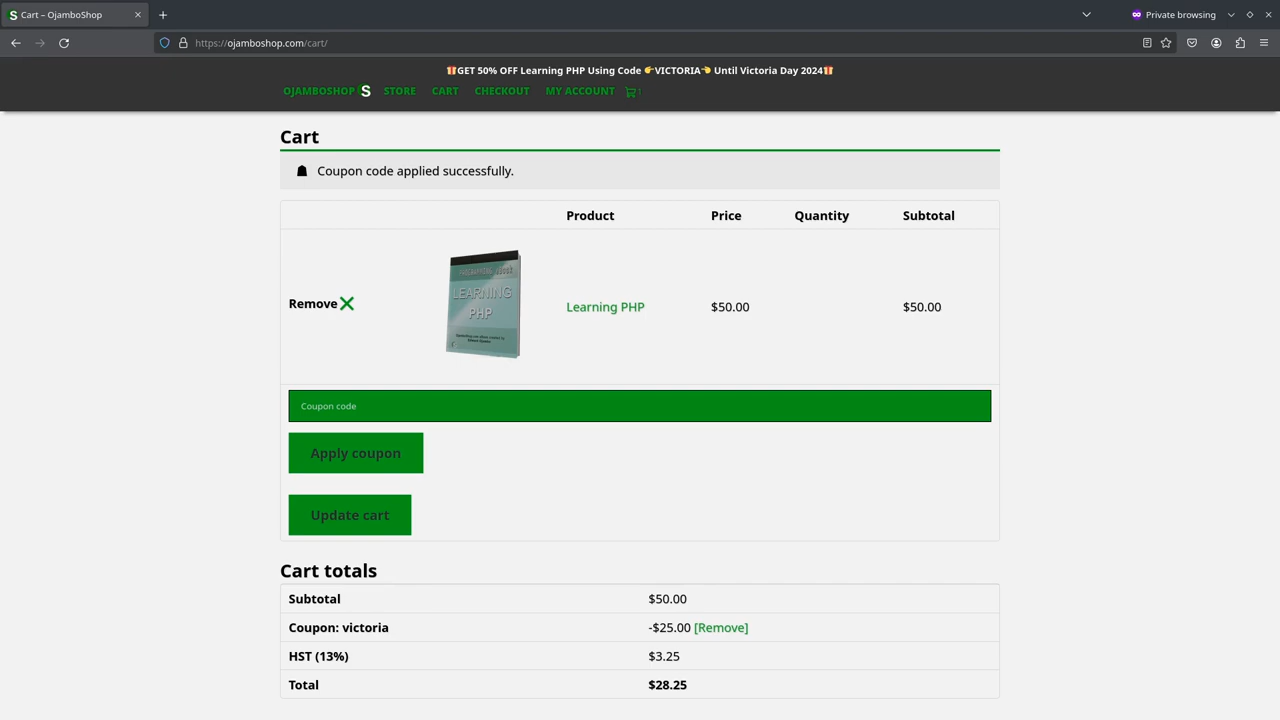 Cart – OjamboShop
Private browsing
https://ojamboshop.com/cart/
🎁GET 50% OFF Learning PHP Using Code 👉VICTORIA👈 Until Victoria Day 2024🎁
OJAMBOSHOP S STORE CART CHECKOUT MY ACCOUNT 1
Cart
Coupon code applied successfully.
Product Price Quantity Subtotal
LEARNING
PHP
Remove Learning PHP $50.00 $50.00
Coupon code
Apply coupon
Update cart
Cart totals
Subtotal $50.00
Coupon: victoria -$25.00 [Remove]
HST (13%) $3.25
Total $28.25